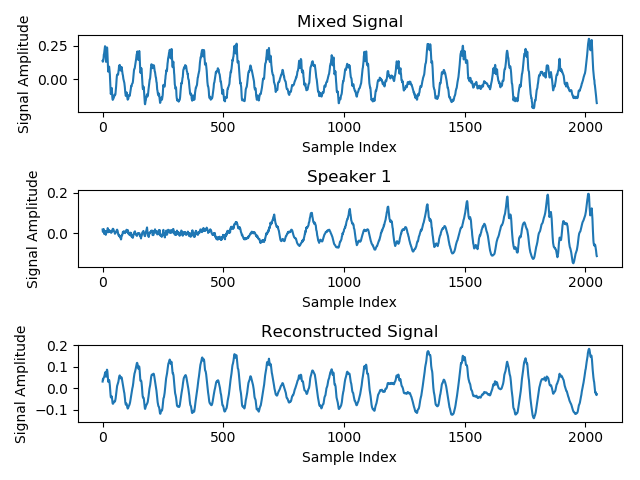 Mixed Signal
Signal Amplitude
0.25
0.00
0
500
1000
1500
2000
Sample Index
Speaker 1
Signal Amplitude
0.2
0.0
0
500
1000
1500
2000
Sample Index
Reconstructed Signal
Signal Amplitude
0.2
0.1
0.0
−0.1
0
500
1000
1500
2000
Sample Index